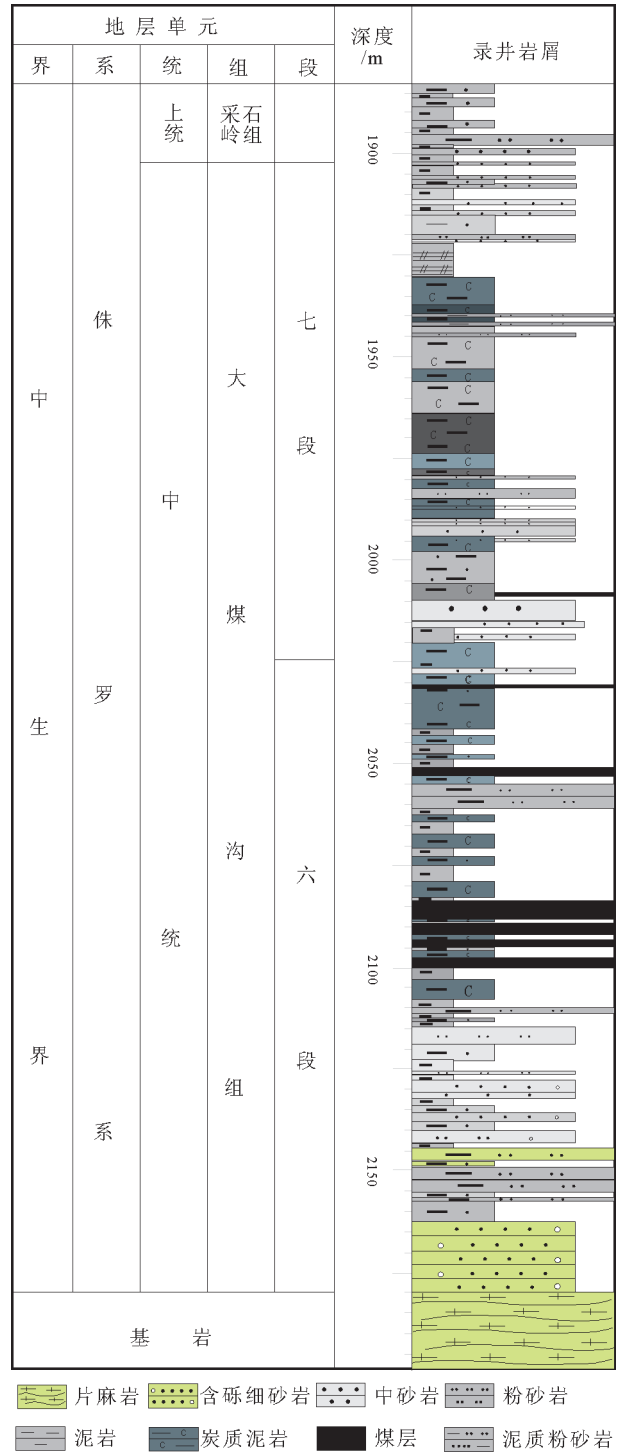 地层单元
深度
/m
录井岩屑
界
系
统
组
段
上统
采石岭组
中生界
侏罗系
中统
大煤沟组
七段
六段
1900
1950
2000
2050
2100
2150
基岩
片麻岩
含砾细砂岩
中砂岩
粉砂岩
泥岩
炭质泥岩
煤层
泥质粉砂岩